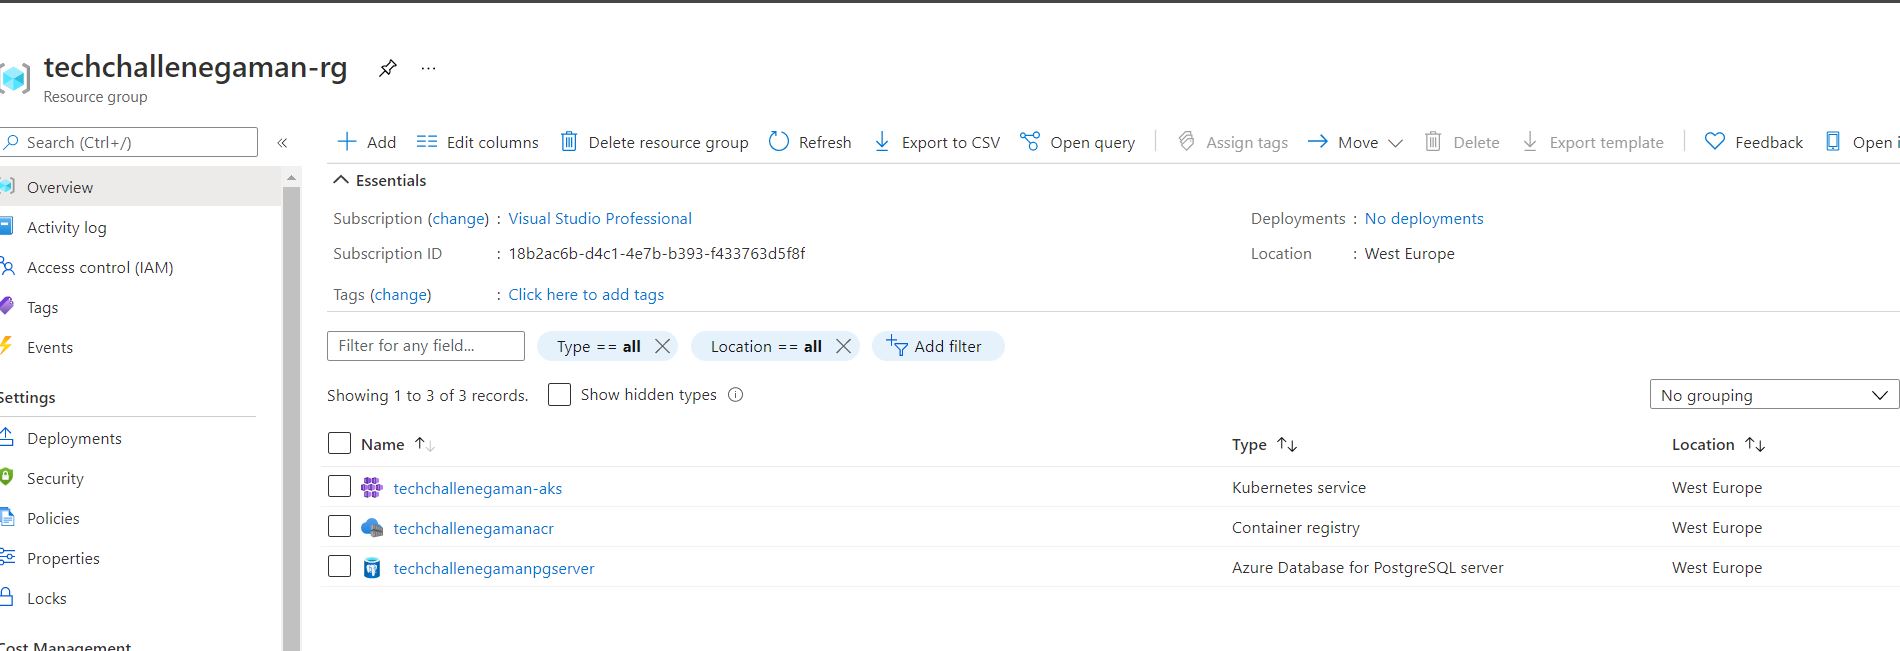 techchallenegaman-rg
Resource group
Search (Ctrl+/)
Add Edit columns Delete resource group Refresh Export to CSV Open query Assign tags Move Delete Export template Feedback Open
Overview
Activity log
Access control (IAM)
Tags
Events
Settings
Deployments
Security
Policies
Properties
Locks
Cost Management
Essentials
Subscription (change) : Visual Studio Professional
Deployments : No deployments
Subscription ID : 18b2ac6b-d4c1-4e7b-b393-f433763d5f8f
Location : West Europe
Tags (change) : Click here to add tags
Filter for any field... Type == all Location == all Add filter
Showing 1 to 3 of 3 records. Show hidden types No grouping
Name Type Location
techchallenegaman-aks Kubernetes service West Europe
techchallenegamanacr Container registry West Europe
techchallenegamanpgserver Azure Database for PostgreSQL server West Europe